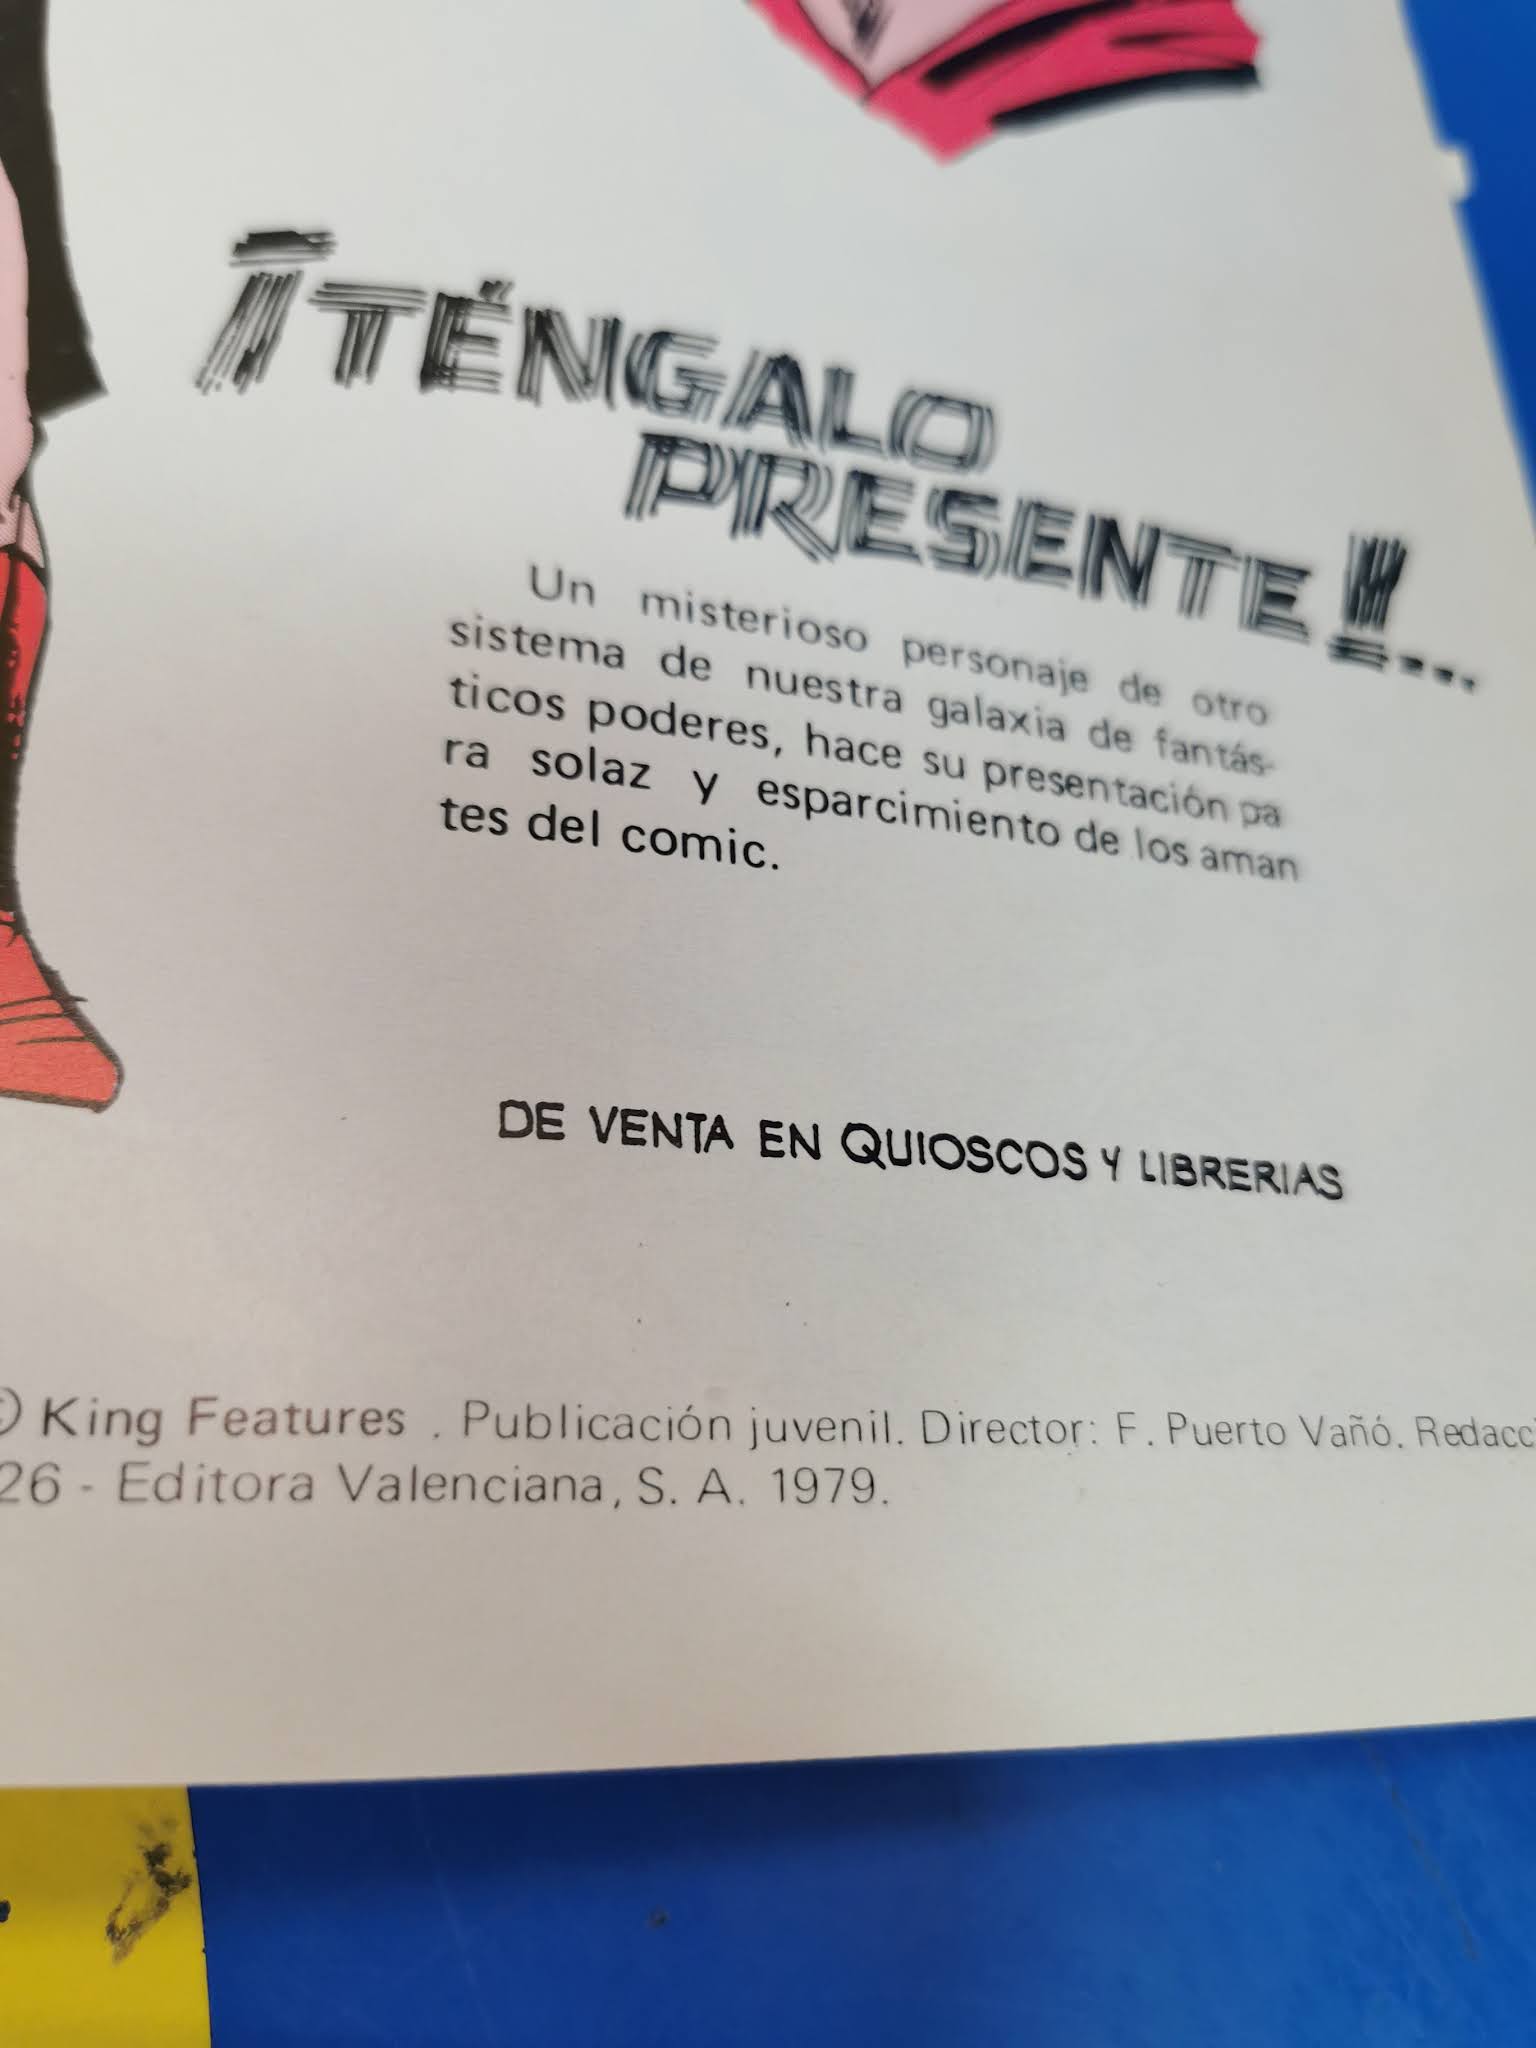 ¡TÉNGALO
PRESENTE!...
Un misterioso personaje de otro
sistema de nuestra galaxia de fantás-
ticos poderes, hace su presentación pa
ra solaz y esparcimiento de los aman
tes del comic.
DE VENTA EN QUIOSCOS Y LIBRERIAS
© King Features . Publicación juvenil. Director: F. Puerto Vañó. Redacci
26 - Editora Valenciana, S. A. 1979.